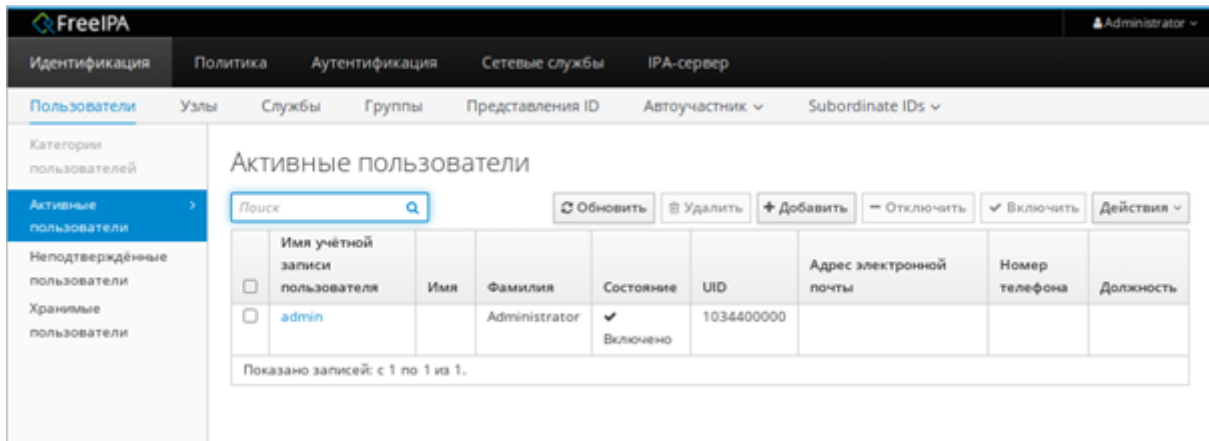 FreeIPA
Administrator
Идентификация Политика Аутентификация Сетевые службы IPA-сервер
Пользователи Узлы Службы Группы Представления ID Автоучастник Subordinate IDs
Категории
пользователей
Активные
пользователи
Неподтверждённые
пользователи
Хранимые
пользователи
Активные пользователи
Поиск
Обновить Удалить Добавить Отключить Включить Действия
Имя учётной
записи
пользователя
Имя
Фамилия
Состояние
UID
Адрес электронной
почты
Номер
телефона
Должность
admin
Administrator
Включено
1034400000
Показано записей: с 1 по 1 из 1.